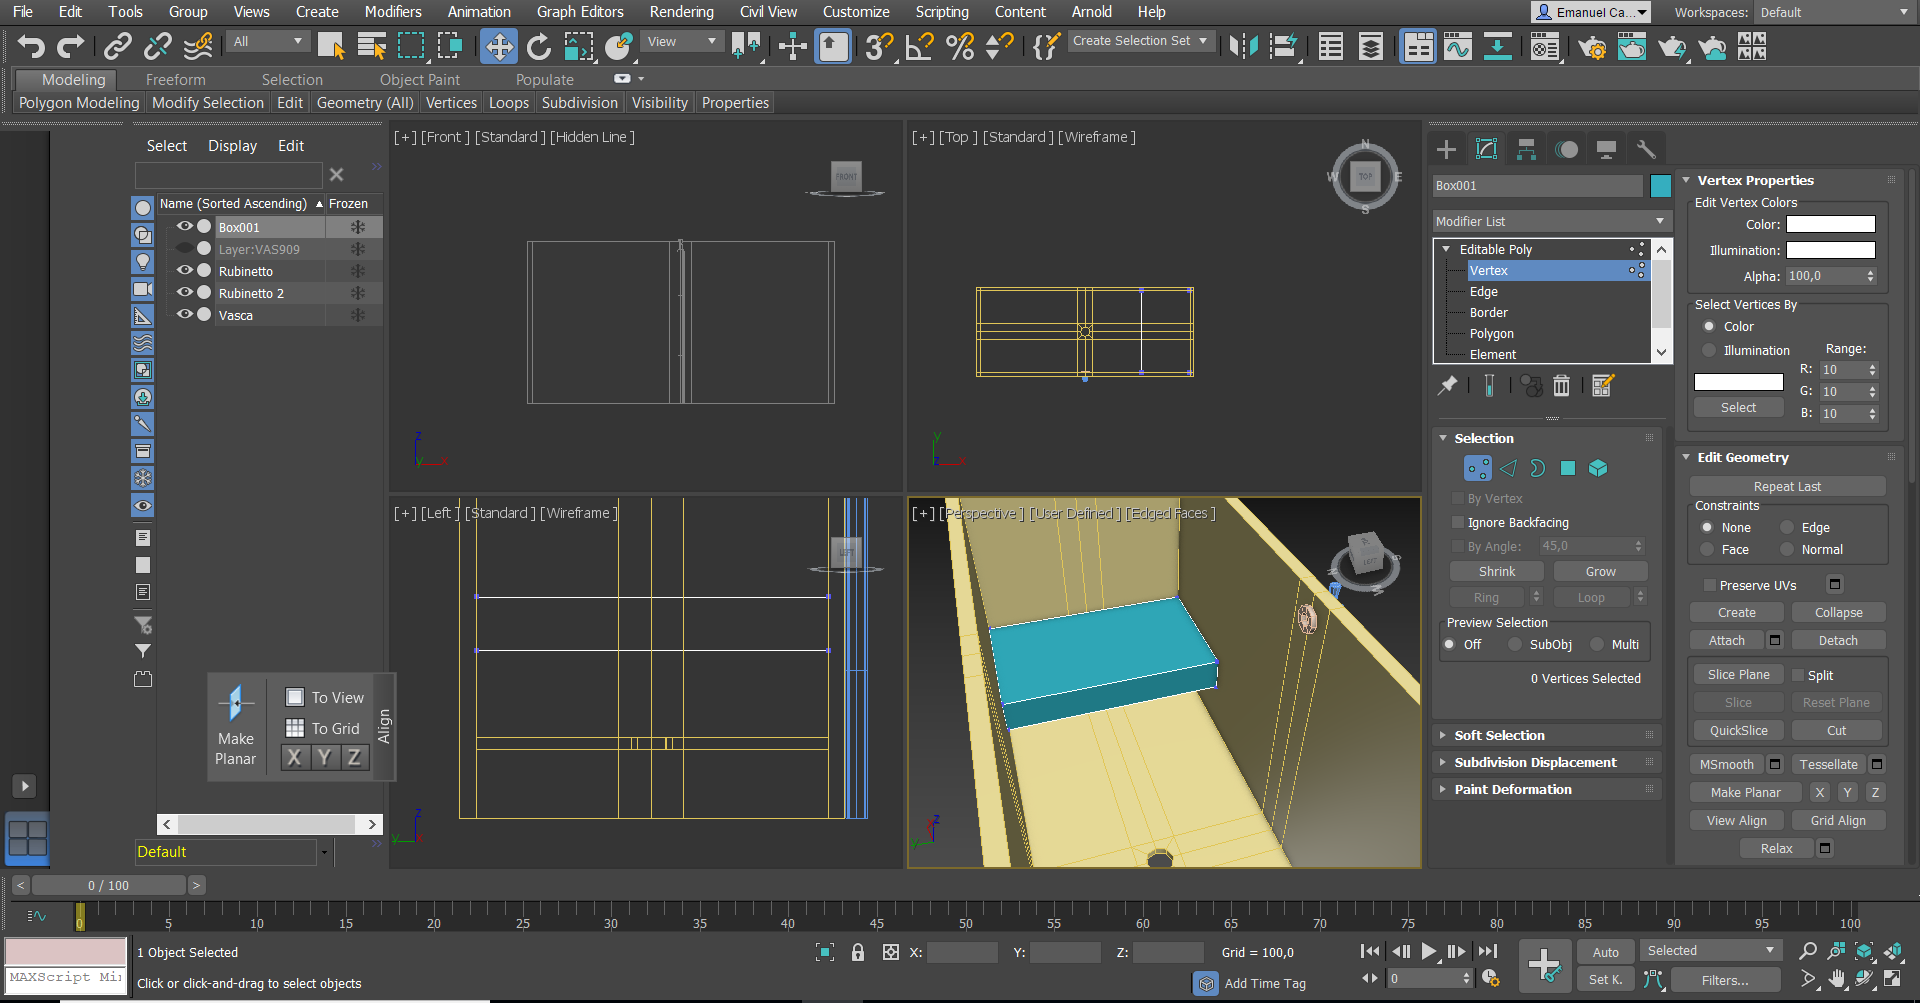 File Edit Tools Group Views Create Modifiers Animation Graph Editors Rendering Civil View Customize Scripting Content Arnold Help
Emanuel Ca... Workspaces: Default
All View Create Selection Set
Modeling Freeform Selection Object Paint Populate
Polygon Modeling Modify Selection Edit Geometry (All) Vertices Loops Subdivision Visibility Properties
Select Display Edit
Name (Sorted Ascending) Frozen
Box001
Layer:VAS909
Rubinetto
Rubinetto 2
Vasca
Make Planar
To View
To Grid
X Y Z
Align
Default
[+] [Front ] [Standard ] [Hidden Line ]
FRONT
z
y x
[+] [Top ] [Standard ] [Wireframe ]
N
W TOP E
S
y
z x
[+] [Left ] [Standard ] [Wireframe ]
LEFT
z
y x
[+] [Perspective ] [User Defined ] [Edged Faces ]
LEFT
z
x
y
Box001
Modifier List
Editable Poly
Vertex
Edge
Border
Polygon
Element
Selection
By Vertex
Ignore Backfacing
By Angle: 45,0
Shrink Grow
Ring Loop
Preview Selection
Off SubObj Multi
0 Vertices Selected
Soft Selection
Subdivision Displacement
Paint Deformation
Vertex Properties
Edit Vertex Colors
Color:
Illumination:
Alpha: 100,0
Select Vertices By
Color
Illumination Range:
R: 10
G: 10
Select B: 10
Edit Geometry
Repeat Last
Constraints
None Edge
Face Normal
Preserve UVs
Create Collapse
Attach Detach
Slice Plane Split
Slice Reset Plane
QuickSlice Cut
MSmooth Tessellate
Make Planar X Y Z
View Align Grid Align
Relax
< 0 / 100 >
0 5 10 15 20 25 30 35 40 45 50 55 60 65 70 75 80 85 90 95 100
MAXScript Mi
1 Object Selected
Click or click-and-drag to select objects
X: Y: Z: Grid = 100,0
Add Time Tag
0
Auto Selected
Set K. Filters...